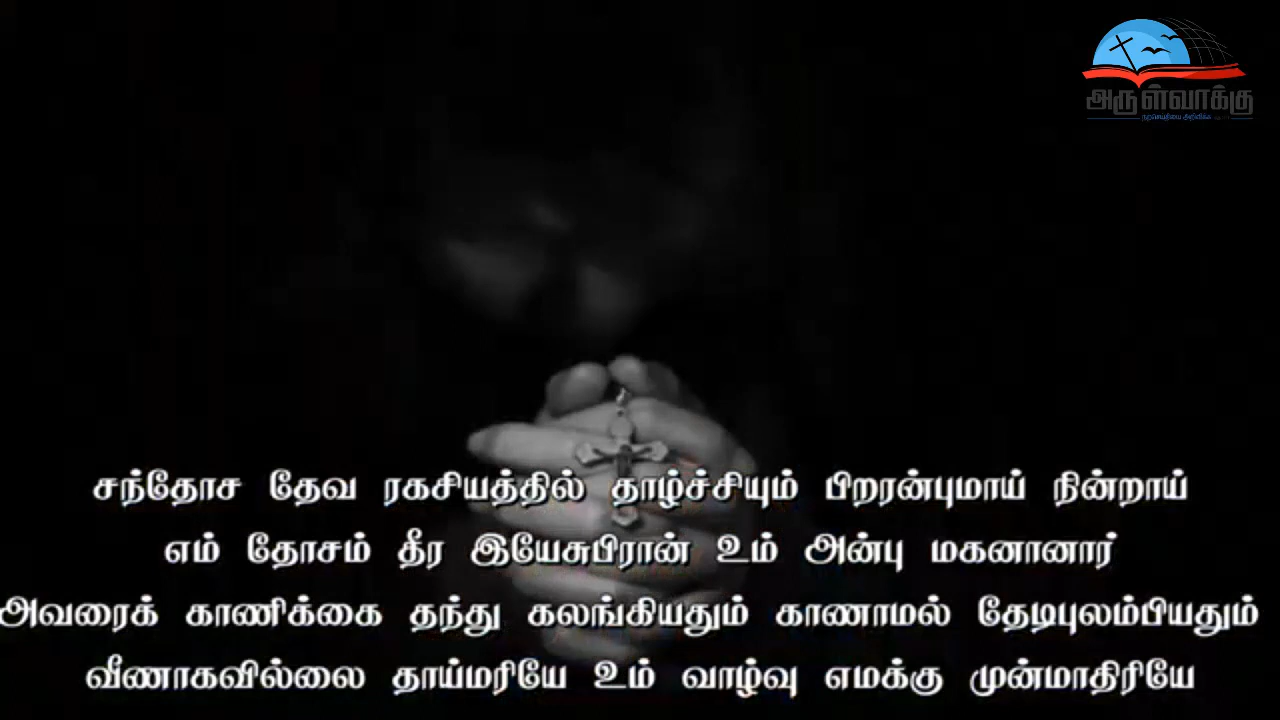 அருள்வாக்கு
சந்தோச தேவ ரகசியத்தில் தாழ்ச்சியும் பிறரன்புமாய் நின்றாய்
எம் தோசம் தீர இயேசுபிரான் உம் அன்பு மகனானார்
அவரைக் காணிக்கை தந்து கலங்கியதும் காணாமல் தேடிபுலம்பியதும்
வீணாகவில்லை தாய்மரியே உம் வாழ்வு எமக்கு முன்மாதிரியே